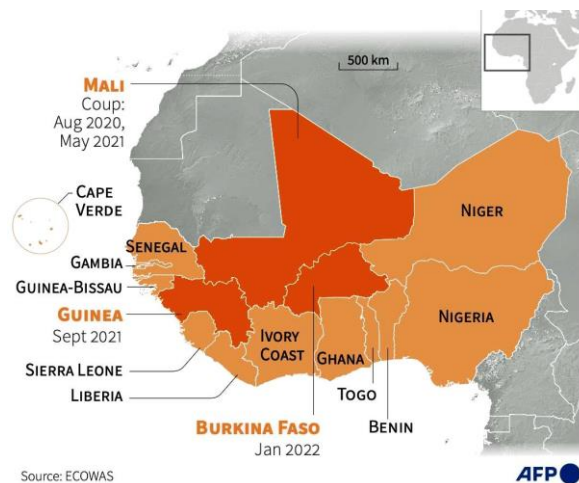 500 km
MALI
Coup:
Aug 2020,
May 2021
CAPE
VERDE
NIGER
SENEGAL
GAMBIA
GUINEA-BISSAU
GUINEA
Sept 2021
IVORY
COAST
GHANA
NIGERIA
SIERRA LEONE
LIBERIA
TOGO
BENIN
BURKINA FASO
Jan 2022
Source: ECOWAS
AFP